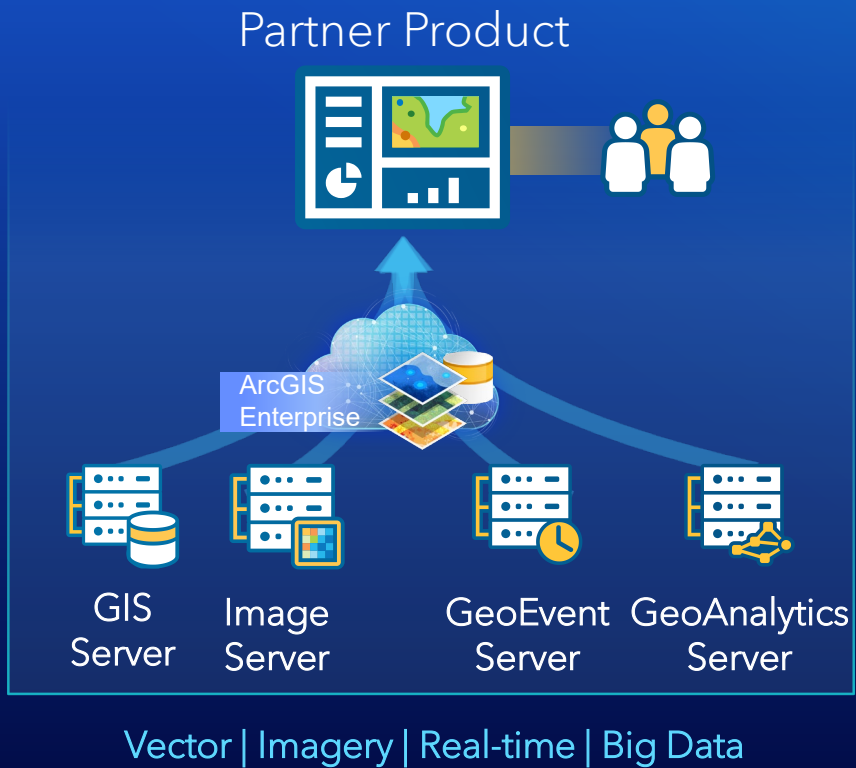 Partner Product
ArcGIS
Enterprise
GIS
Server
Image
Server
GeoEvent
Server
GeoAnalytics
Server
Vector | Imagery | Real-time | Big Data